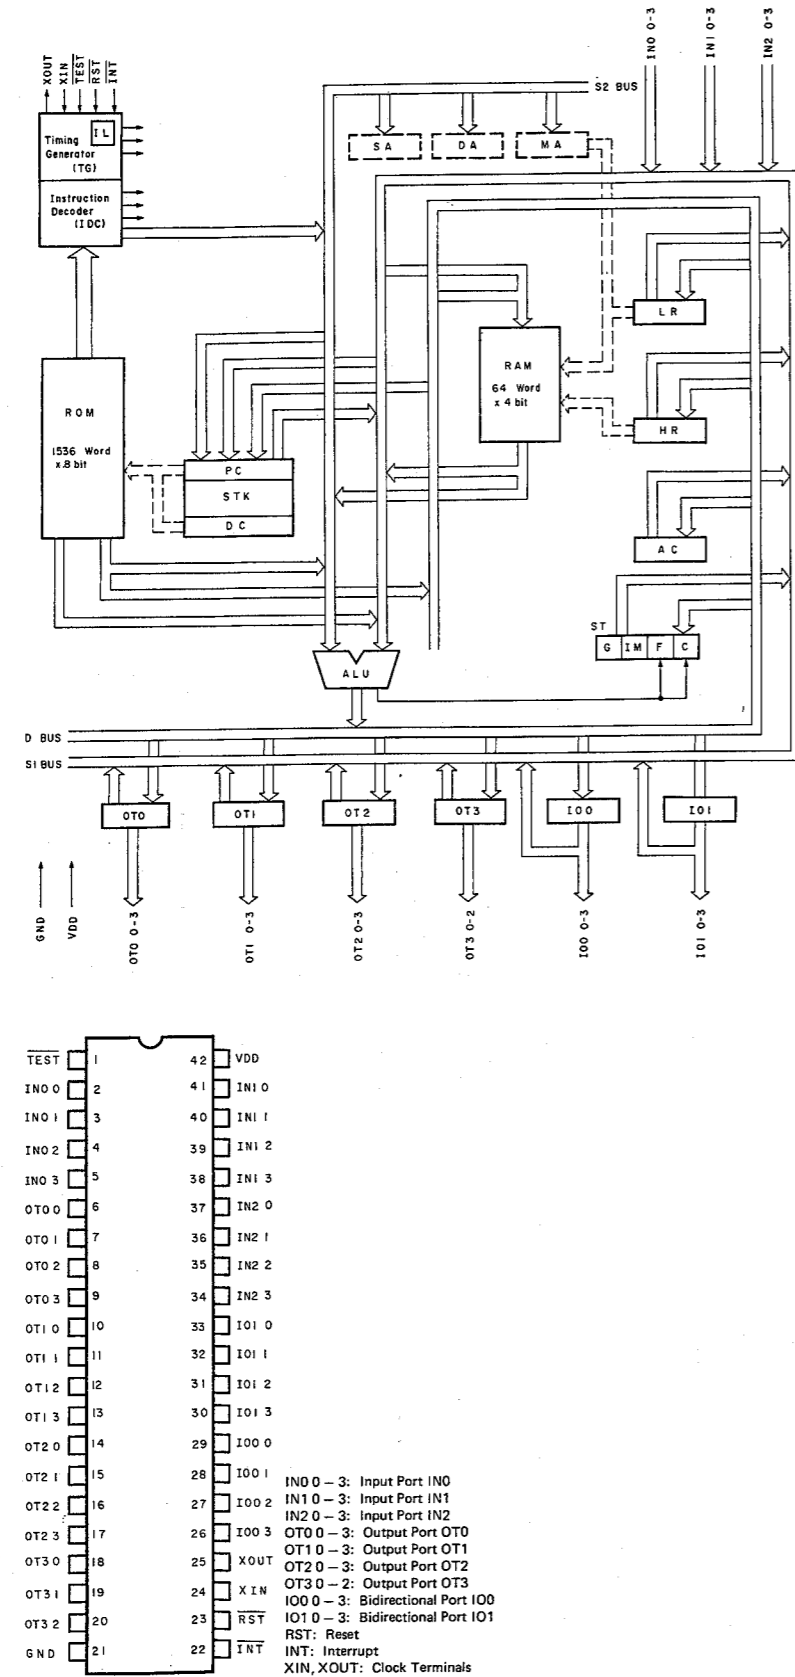 XOUT
XIN
TEST
RST
INT
IN0 0-3
IN1 0-3
IN2 0-3
S2 BUS
IL
Timing
Generator
(TG)
Instruction
Decoder
(IDC)
SA
DA
MA
LR
RAM
64 Word
x 4 bit
HR
ROM
1536 Word
x.8 bit
PC
STK
DC
AC
ST
G IM F C
ALU
D BUS
S1 BUS
OT0
OT1
OT2
OT3
IO0
IO1
GND
VDD
OT0 0-3
OT1 0-3
OT2 0-3
OT3 0-2
IO0 0-3
IO1 0-3
TEST 1 42 VDD
IN0 0 2 41 IN1 0
IN0 1 3 40 IN1 1
IN0 2 4 39 IN1 2
IN0 3 5 38 IN1 3
OT0 0 6 37 IN2 0
OT0 1 7 36 IN2 1
OT0 2 8 35 IN2 2
OT0 3 9 34 IN2 3
OT1 0 10 33 IO1 0
OT1 1 11 32 IO1 1
OT1 2 12 31 IO1 2
OT1 3 13 30 IO1 3
OT2 0 14 29 IO0 0
OT2 1 15 28 IO0 1
OT2 2 16 27 IO0 2
OT2 3 17 26 IO0 3
OT3 0 18 25 XOUT
OT3 1 19 24 XIN
OT3 2 20 23 RST
GND 21 22 INT
IN0 0 – 3: Input Port IN0
IN1 0 – 3: Input Port IN1
IN2 0 – 3: Input Port IN2
OT0 0 – 3: Output Port OT0
OT1 0 – 3: Output Port OT1
OT2 0 – 3: Output Port OT2
OT3 0 – 2: Output Port OT3
IO0 0 – 3: Bidirectional Port IO0
IO1 0 – 3: Bidirectional Port IO1
RST: Reset
INT: Interrupt
XIN, XOUT: Clock Terminals